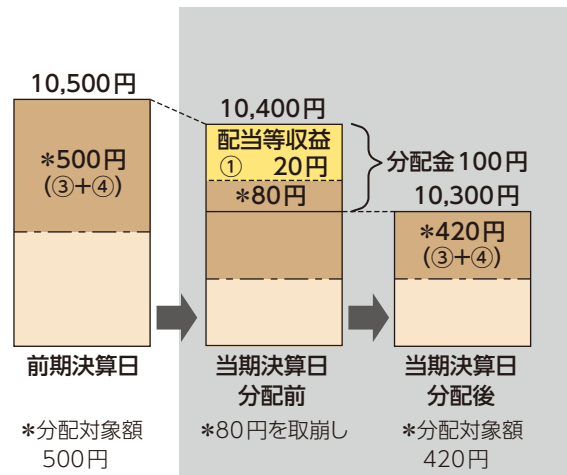 10,500円
*500円
(③+④)
前期決算日
*分配対象額
500円
10,400円
配当等収益
① 20円
*80円
分配金100円
当期決算日
分配前
*80円を取崩し
10,300円
*420円
(③+④)
当期決算日
分配後
*分配対象額
420円